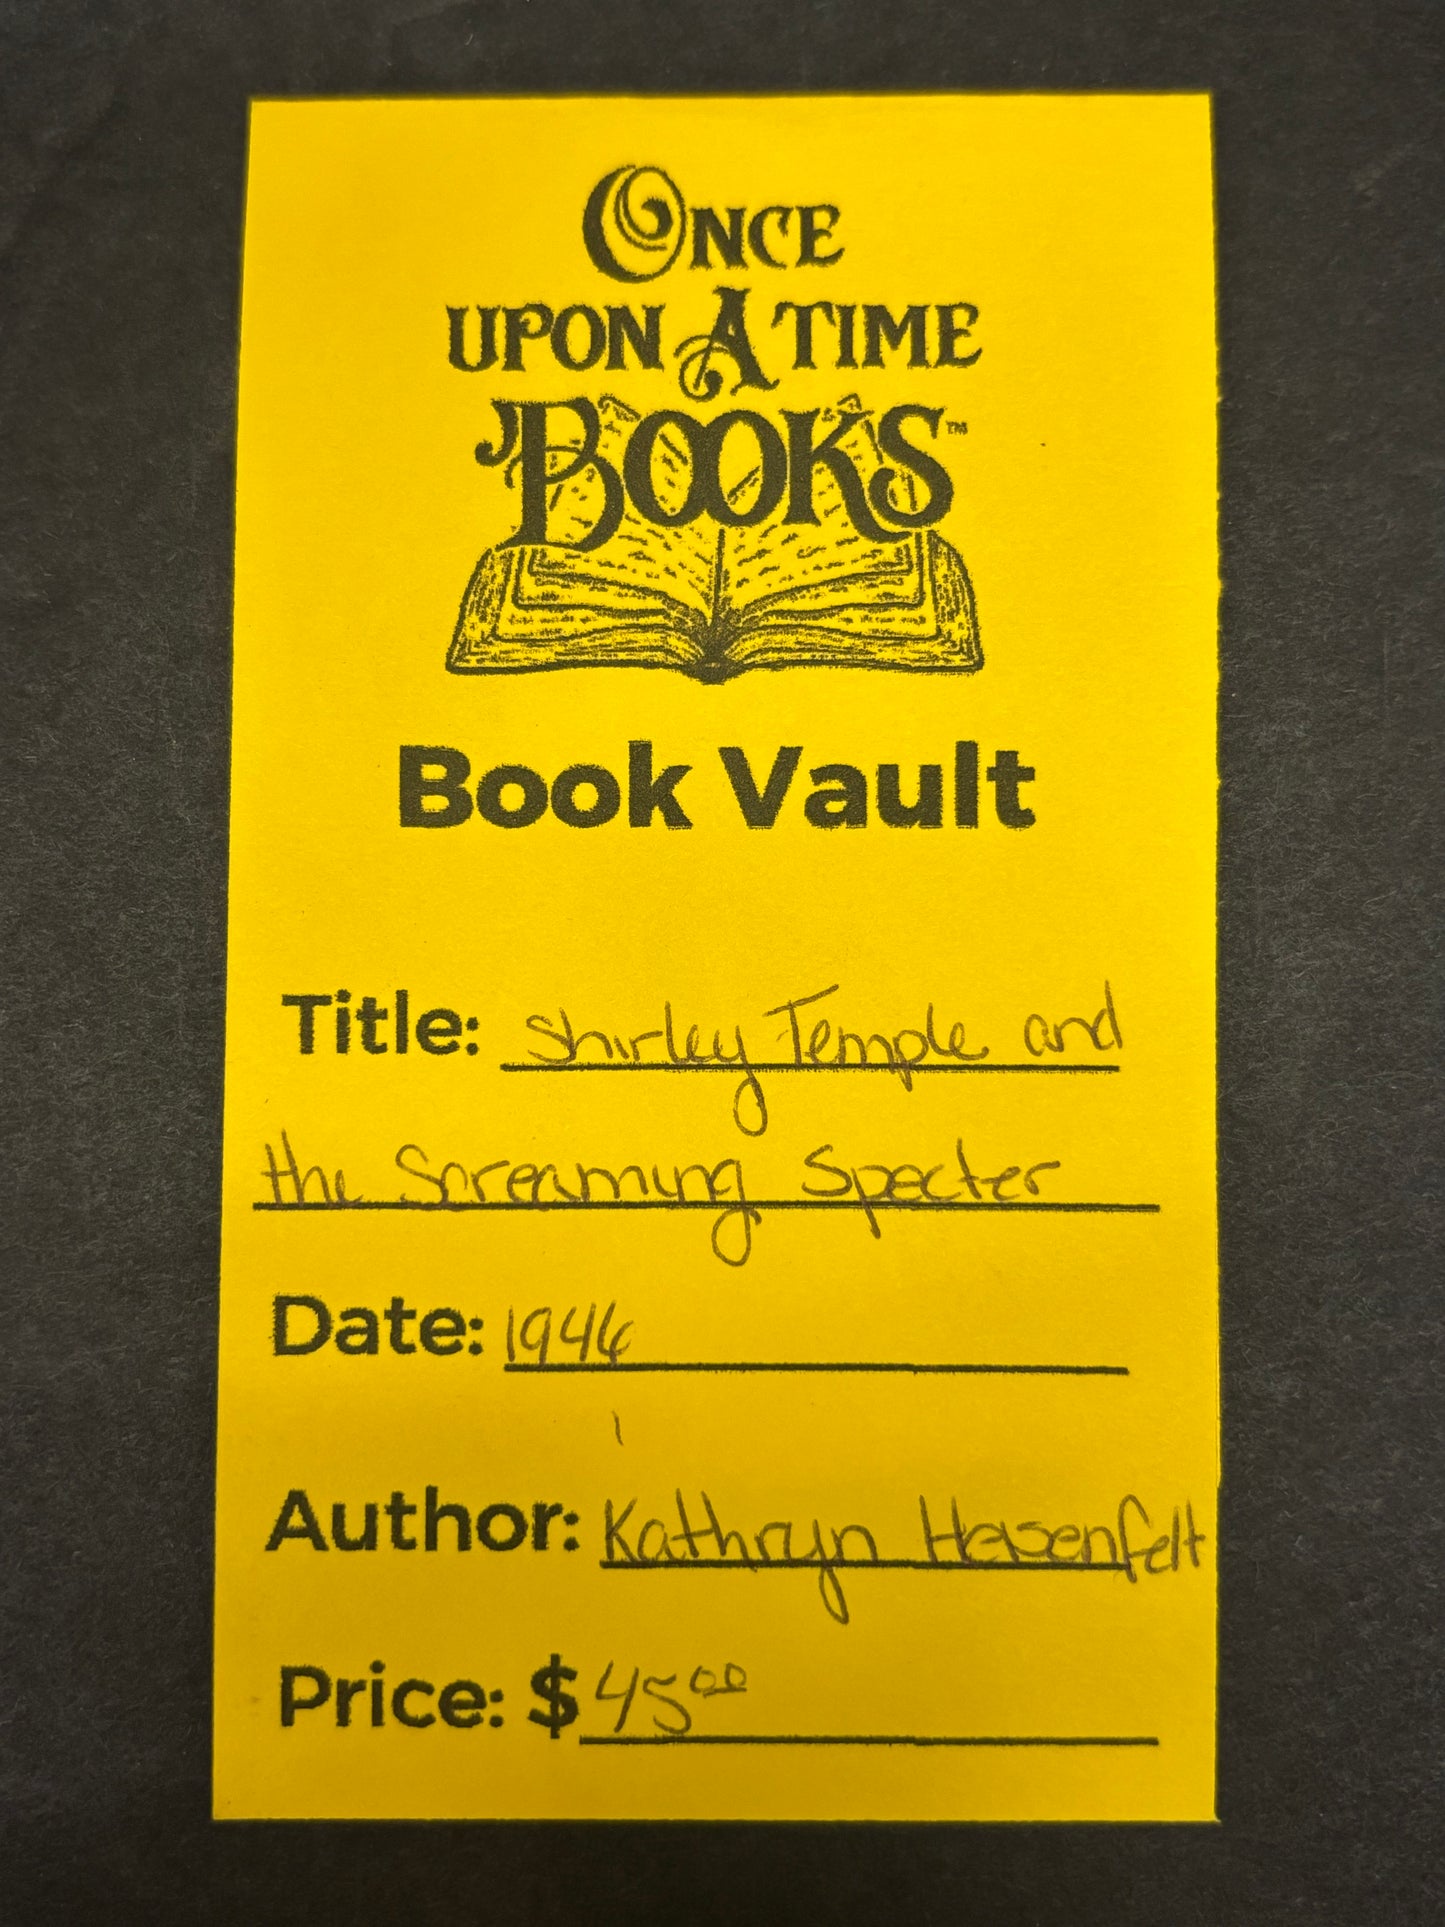 ONCE
UPON A TIME
BOOKS™
Book Vault
Title: Shirley Temple and
the Screaming Specter
Date: 1946
Author: Kathryn Heisenfelt
Price: $45.00